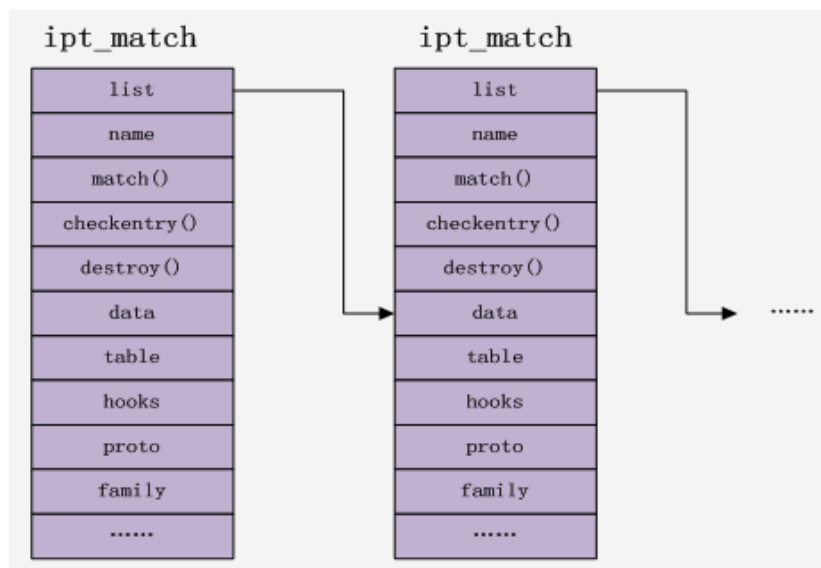 ipt_match
list
name
match()
checkentry()
destroy()
data
table
hooks
proto
family
……
ipt_match
list
name
match()
checkentry()
destroy()
data
table
hooks
proto
family
……
……